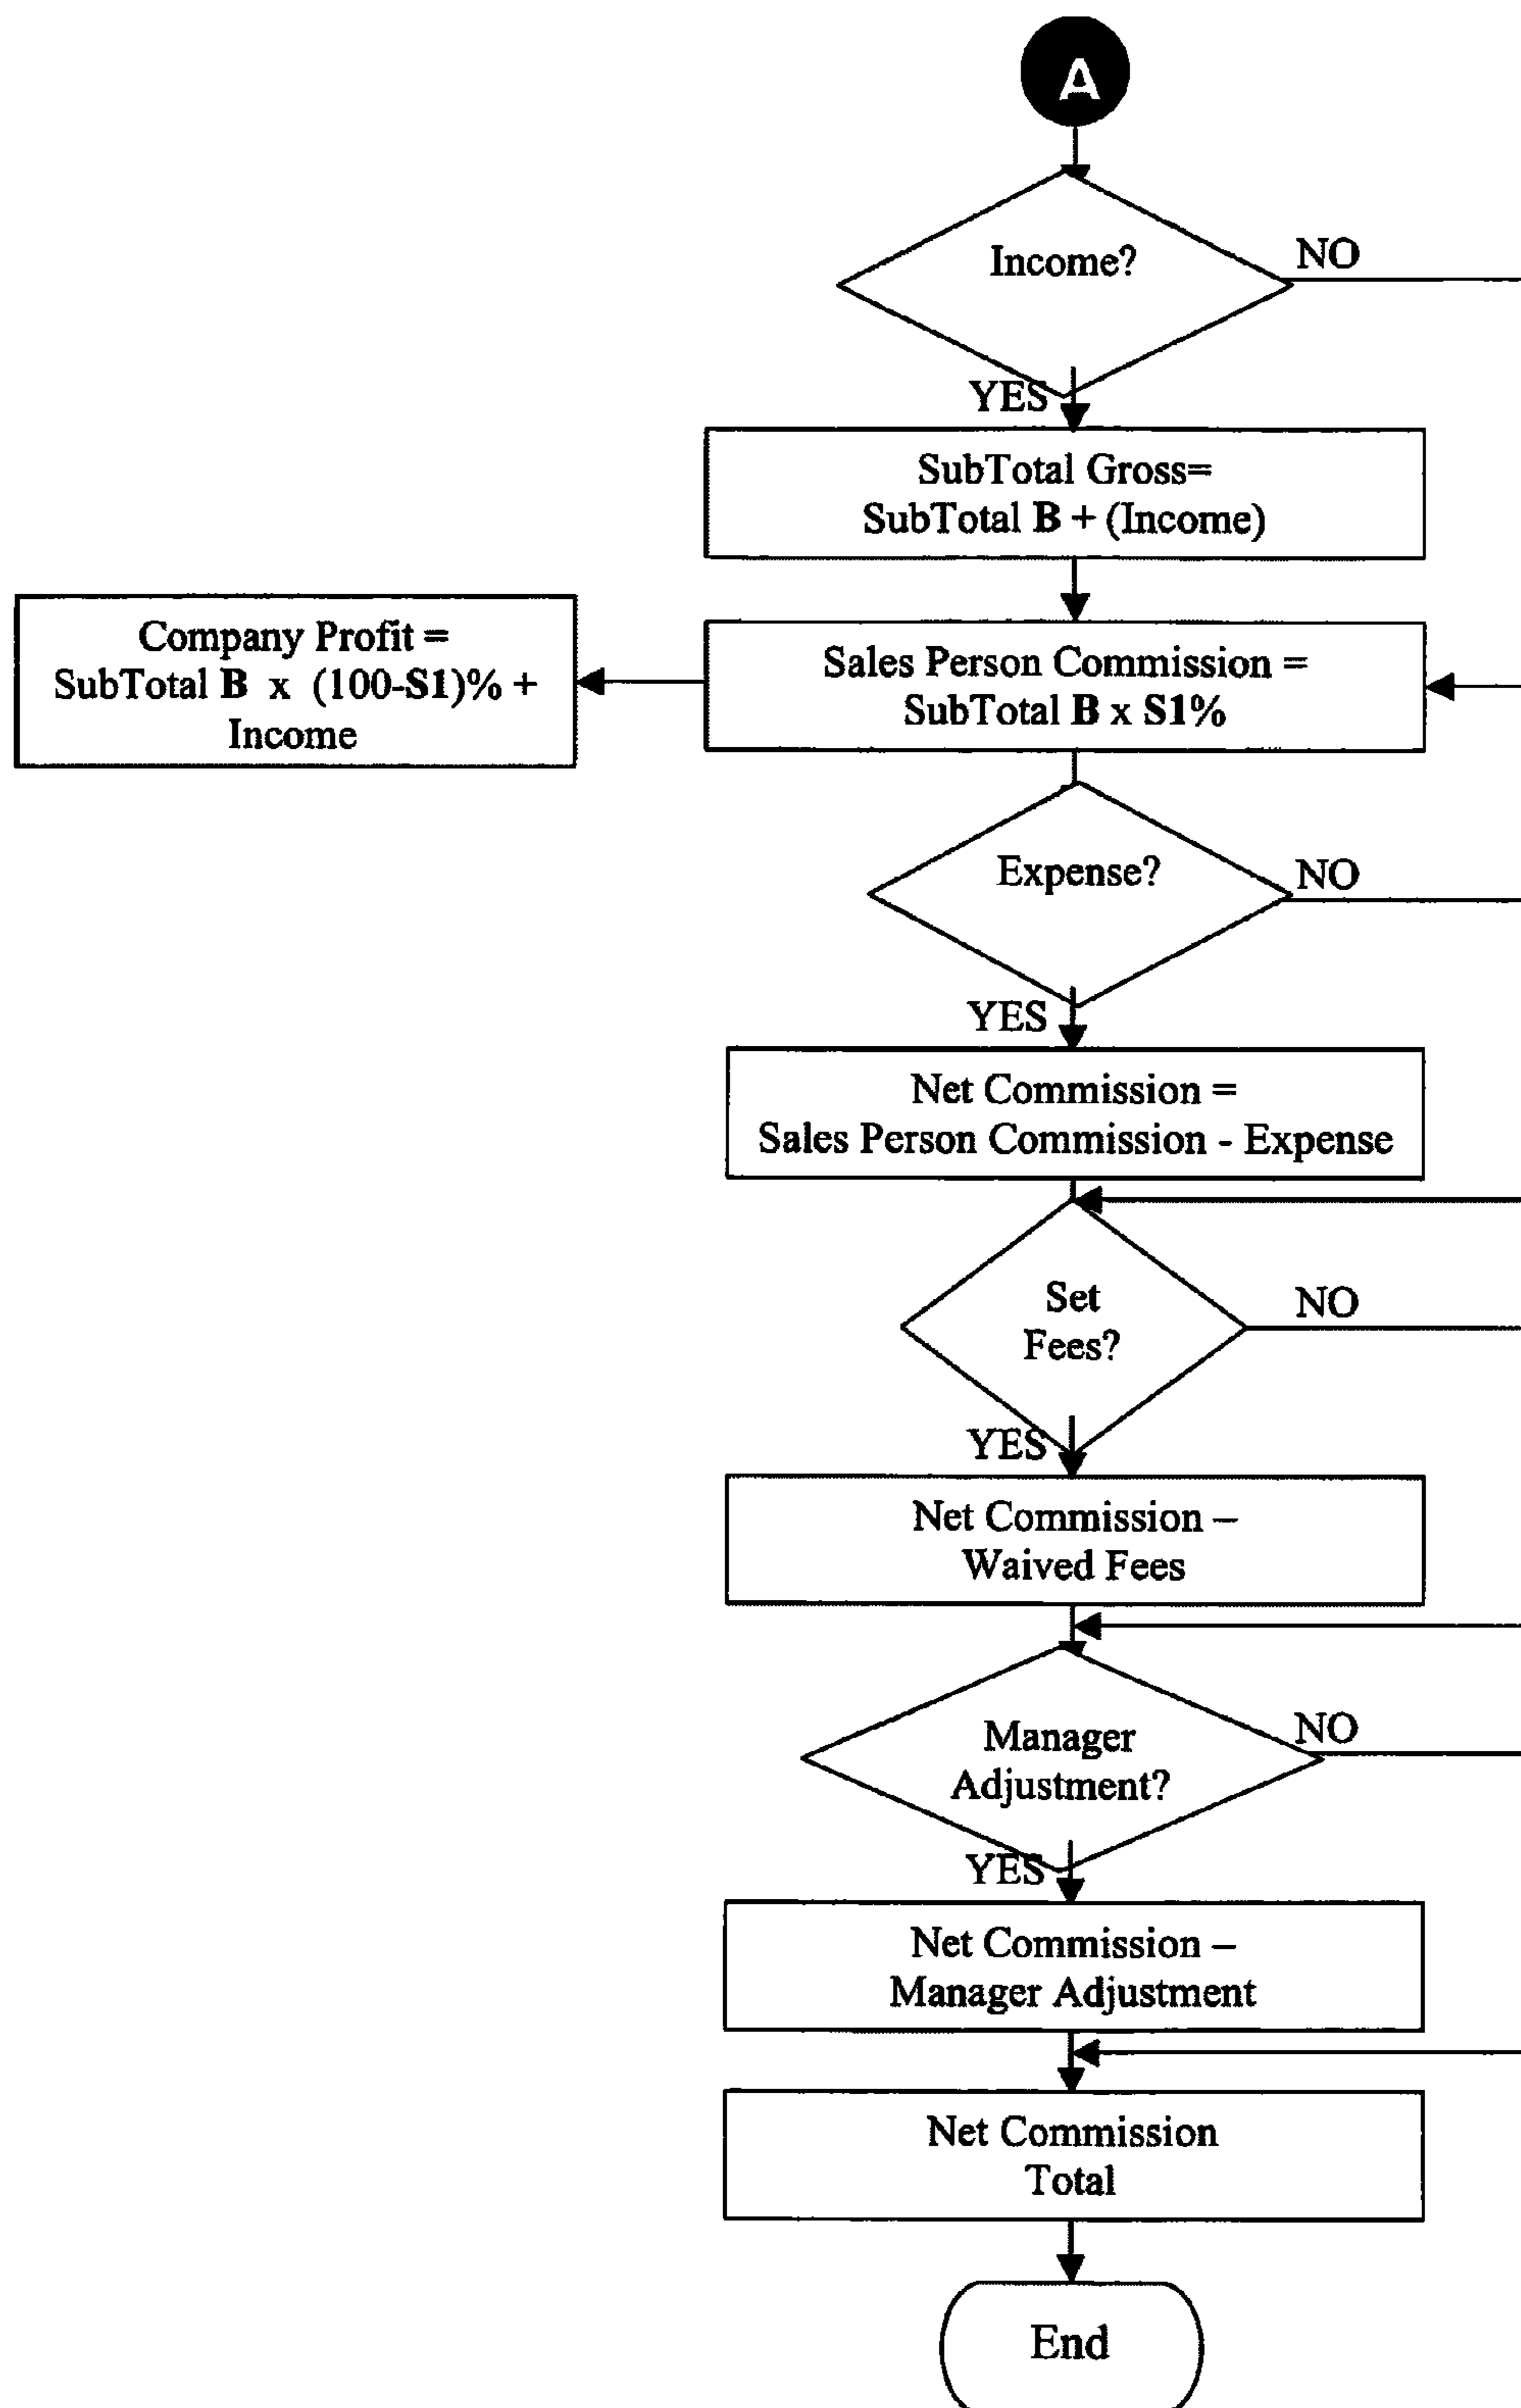 A
Income?
NO
YES
SubTotal Gross=
SubTotal B + (Income)
Company Profit =
SubTotal B x (100-S1)% +
Income
Sales Person Commission =
SubTotal B x S1%
Expense?
NO
YES
Net Commission =
Sales Person Commission - Expense
Set
Fees?
NO
YES
Net Commission –
Waived Fees
Manager
Adjustment?
NO
YES
Net Commission –
Manager Adjustment
Net Commission
Total
End